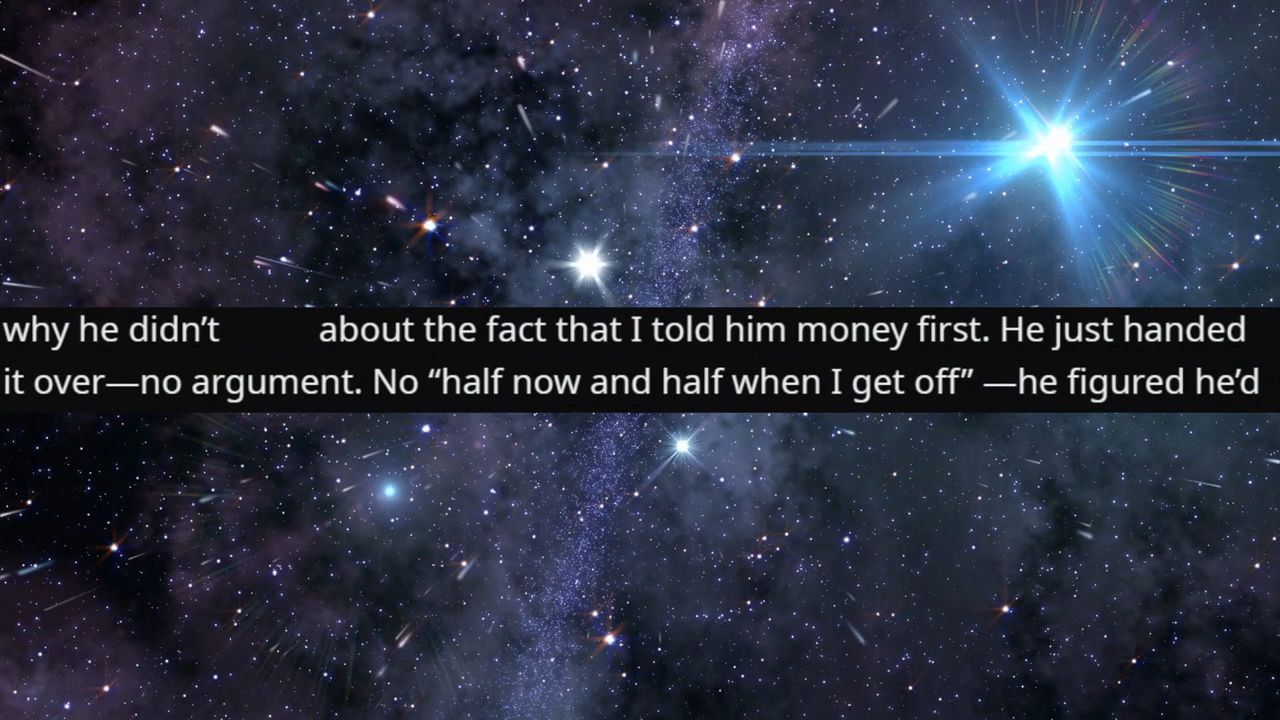 why he didn’t about the fact that I told him money first. He just handed
it over—no argument. No “half now and half when I get off” —he figured he’d